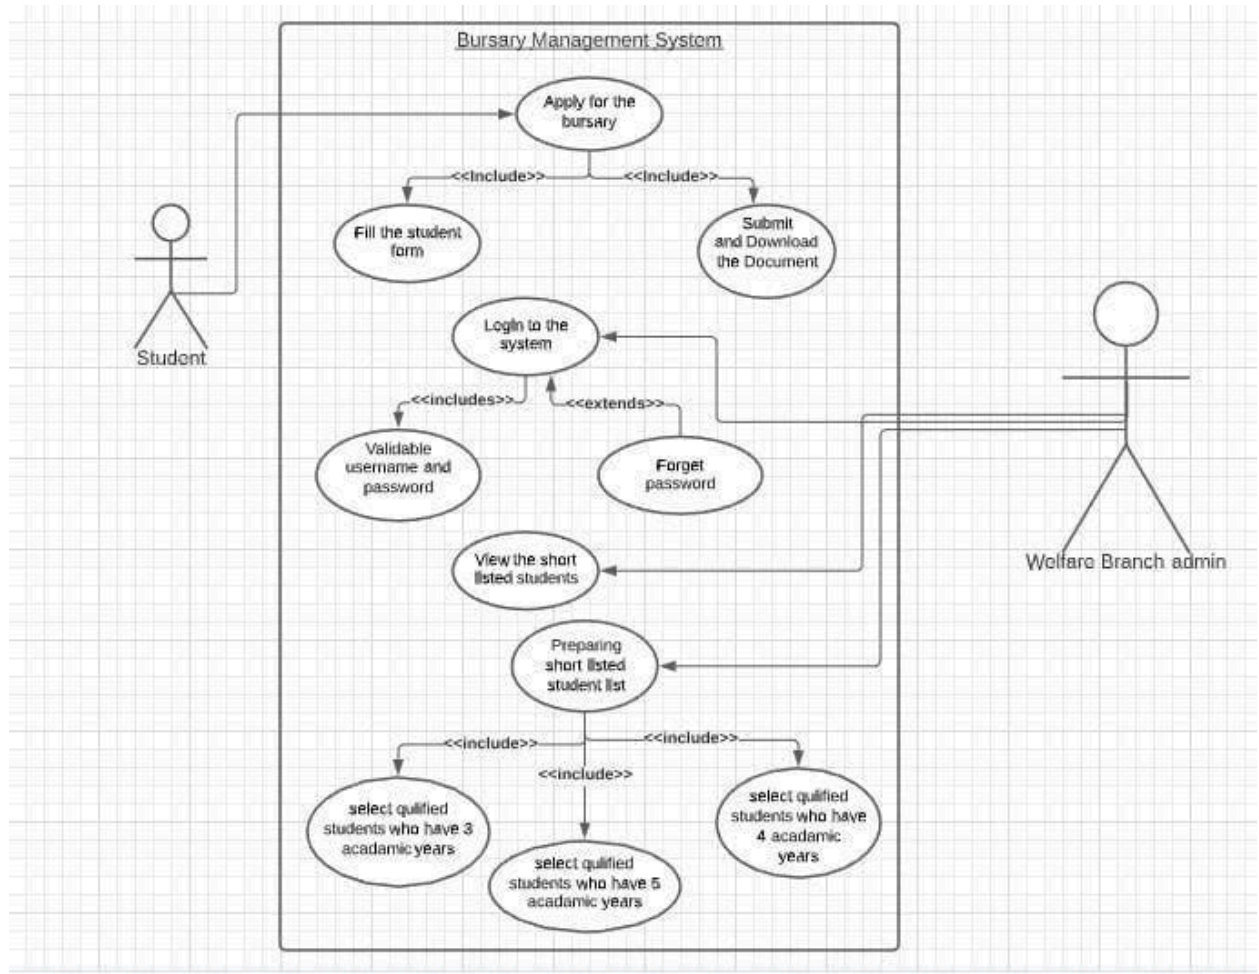 Bursary Management System
Apply for the
bursary
<<Include>>
<<Include>>
Fill the student
form
Submit
and Download
the Document
Student
Login to the
system
<<includes>>
<<extends>>
Validable
username and
password
Forget
password
Welfare Branch admin
View the short
listed students
Preparing
short listed
student list
<<include>>
<<include>>
<<include>>
select qulified
students who have 3
acadamic years
select qulified
students who have 5
acadamic years
select qulified
students who have
4 acadamic
years